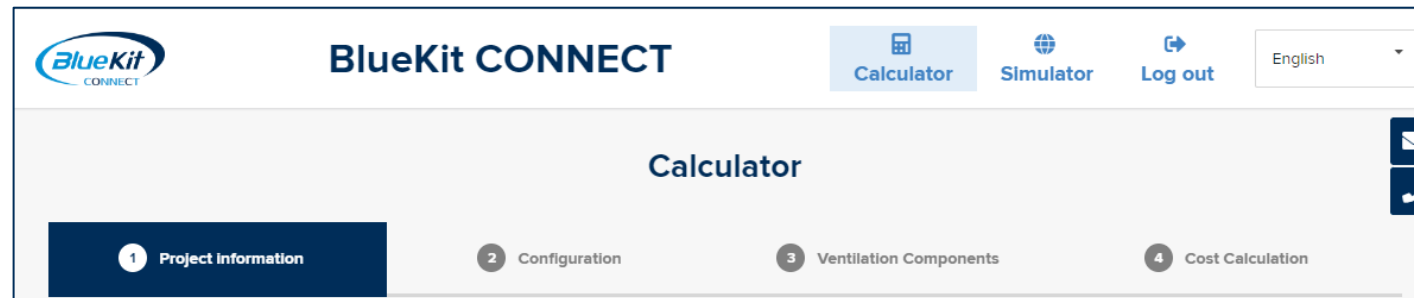 BlueKit
CONNECT
BlueKit CONNECT
Calculator
Simulator
Log out
English
Calculator
1 Project information
2 Configuration
3 Ventilation Components
4 Cost Calculation